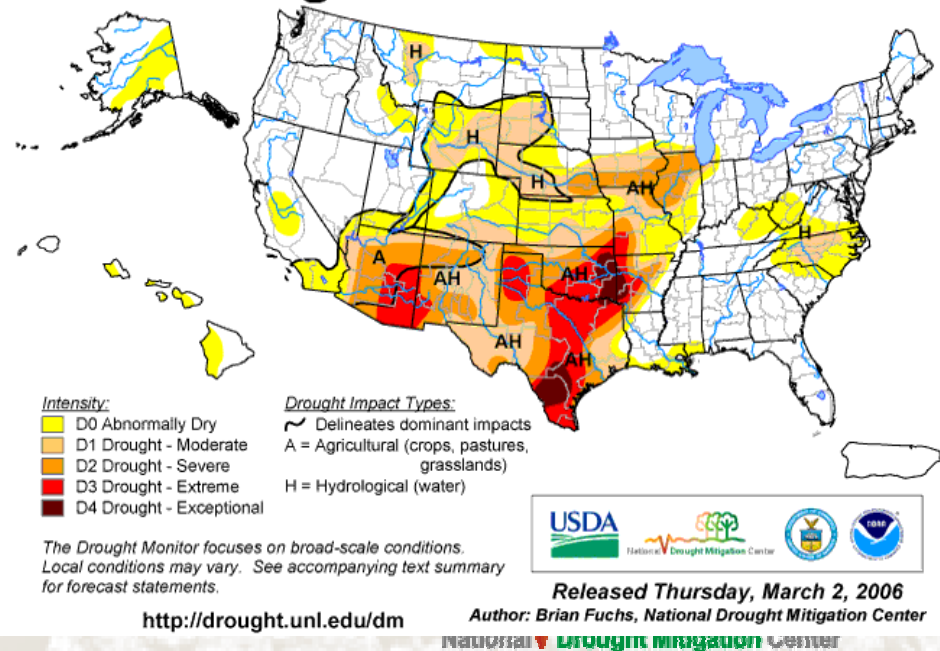 H
H
H
AH
H
A
AH
AH
AH
AH
Intensity:
D0 Abnormally Dry
D1 Drought - Moderate
D2 Drought - Severe
D3 Drought - Extreme
D4 Drought - Exceptional
Drought Impact Types:
Delineates dominant impacts
A = Agricultural (crops, pastures,
grasslands)
H = Hydrological (water)
The Drought Monitor focuses on broad-scale conditions.
Local conditions may vary. See accompanying text summary
for forecast statements.
http://drought.unl.edu/dm
USDA
National Drought Mitigation Center
NOAA
Released Thursday, March 2, 2006
Author: Brian Fuchs, National Drought Mitigation Center
National Drought Mitigation Center